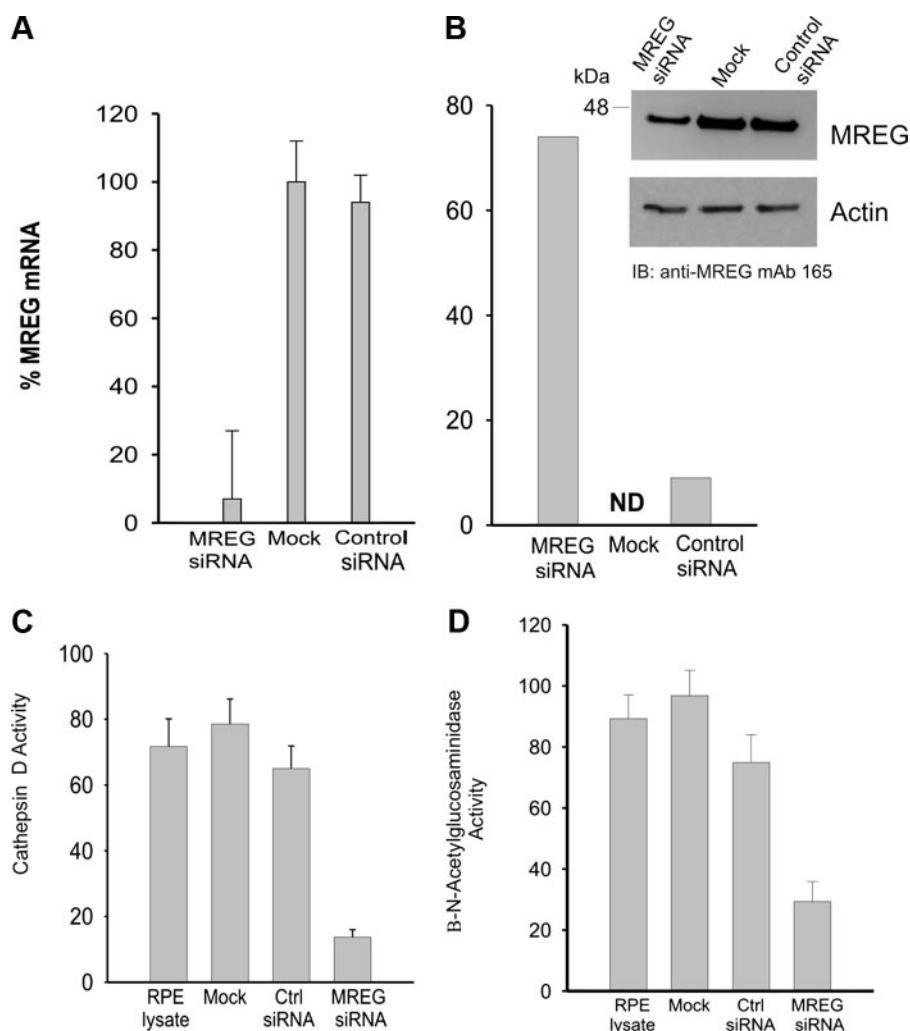 A
120
100
80
60
40
20
0
% MREG mRNA
MREG
siRNA
Mock
Control
siRNA
B
80
60
40
20
0
ND
MREG
siRNA
Mock
Control
siRNA
MREG
siRNA
Mock
Control
siRNA
kDa
48
MREG
Actin
IB: anti-MREG mAb 165
C
100
80
60
40
20
0
Cathepsin D Activity
RPE
lysate
Mock
Ctrl
siRNA
MREG
siRNA
D
120
100
80
60
40
20
0
B-N-Acetylglucosaminidase
Activity
RPE
lysate
Mock
Ctrl
siRNA
MREG
siRNA